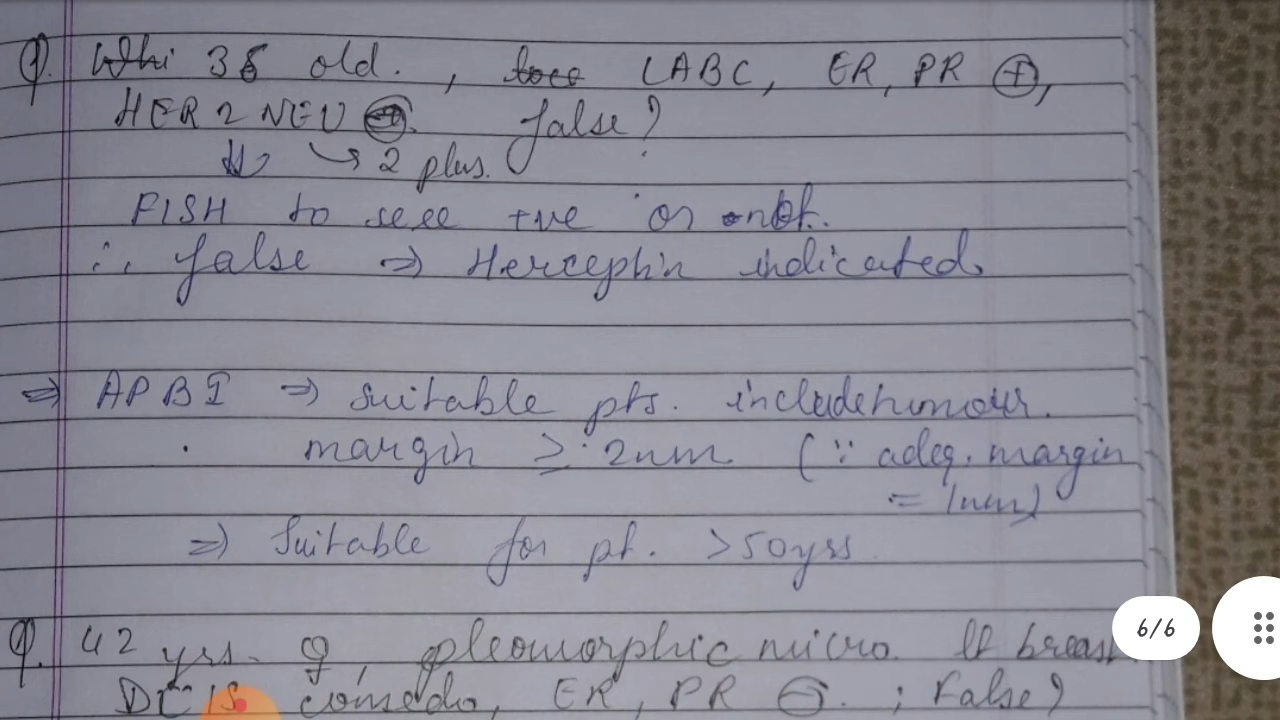 Q. Whi 36 old. , LABC, ER, PR ⊕,
HER 2 NEU ⊕. false?
↳ 2 plus.
FISH to see +ve or not.
∴ false ⇒ Herceptin indicated.
⇒ APBI ⇒ suitable pts. include tumour.
margin ≥ 2mm (∵ adeq. margin
= 1mm)
⇒ Suitable for pt. >50yrs.
6/6
Q. 42 yrs. ♀, pleomorphic micro. lt breast
DCIS comedo, ER, PR ⊖. ; False?